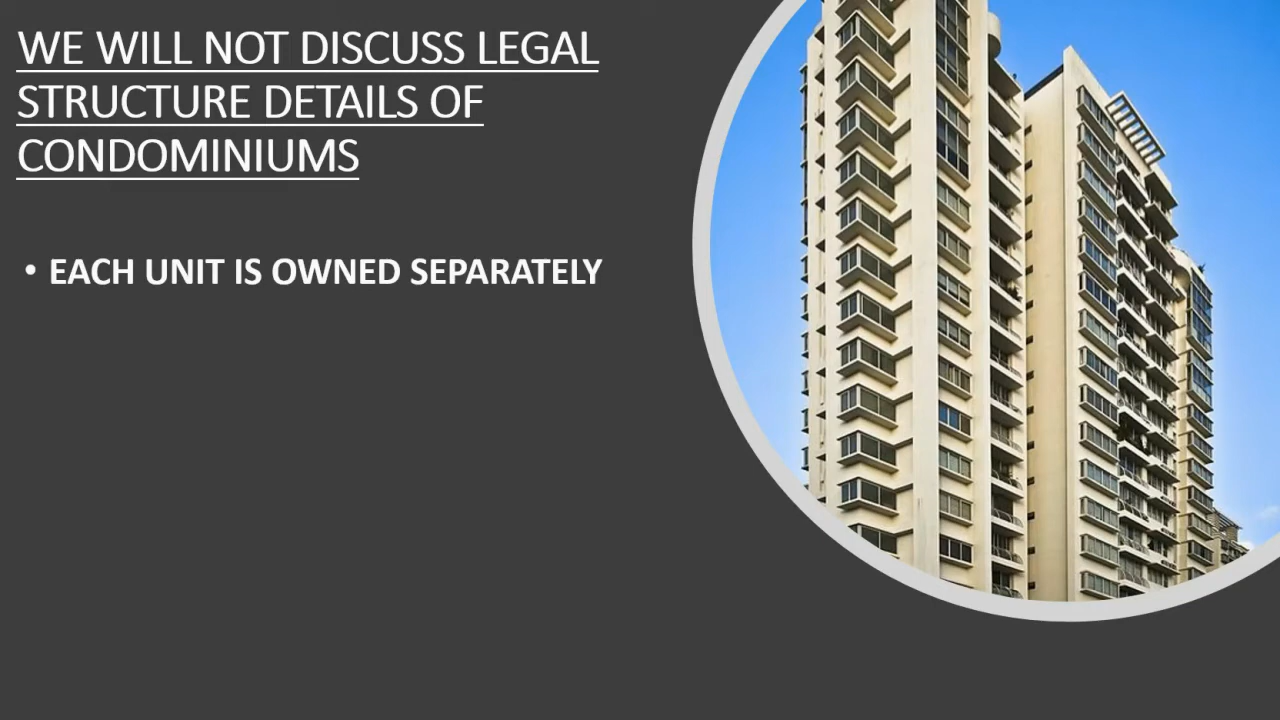 WE WILL NOT DISCUSS LEGAL
STRUCTURE DETAILS OF
CONDOMINIUMS
• EACH UNIT IS OWNED SEPARATELY